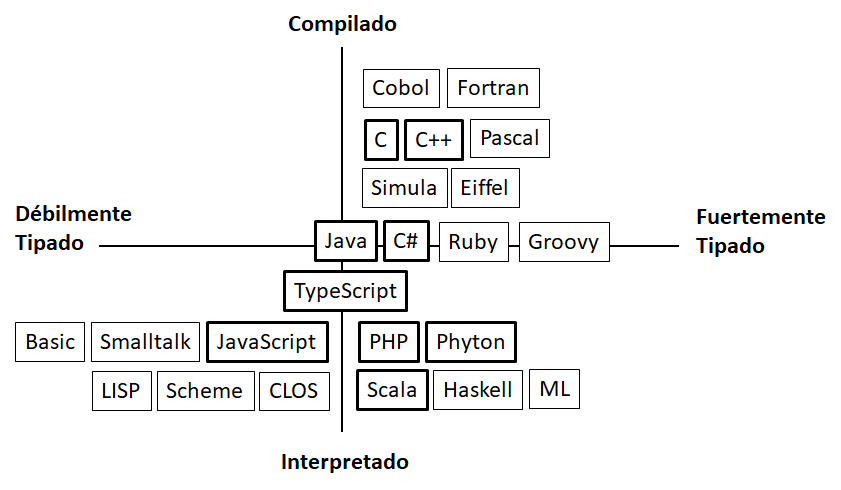 Compilado
Cobol Fortran
C C++ Pascal
Simula Eiffel
Débilmente
Tipado
Java C# Ruby Groovy
Fuertemente
Tipado
TypeScript
Basic Smalltalk JavaScript PHP Phyton
LISP Scheme CLOS Scala Haskell ML
Interpretado